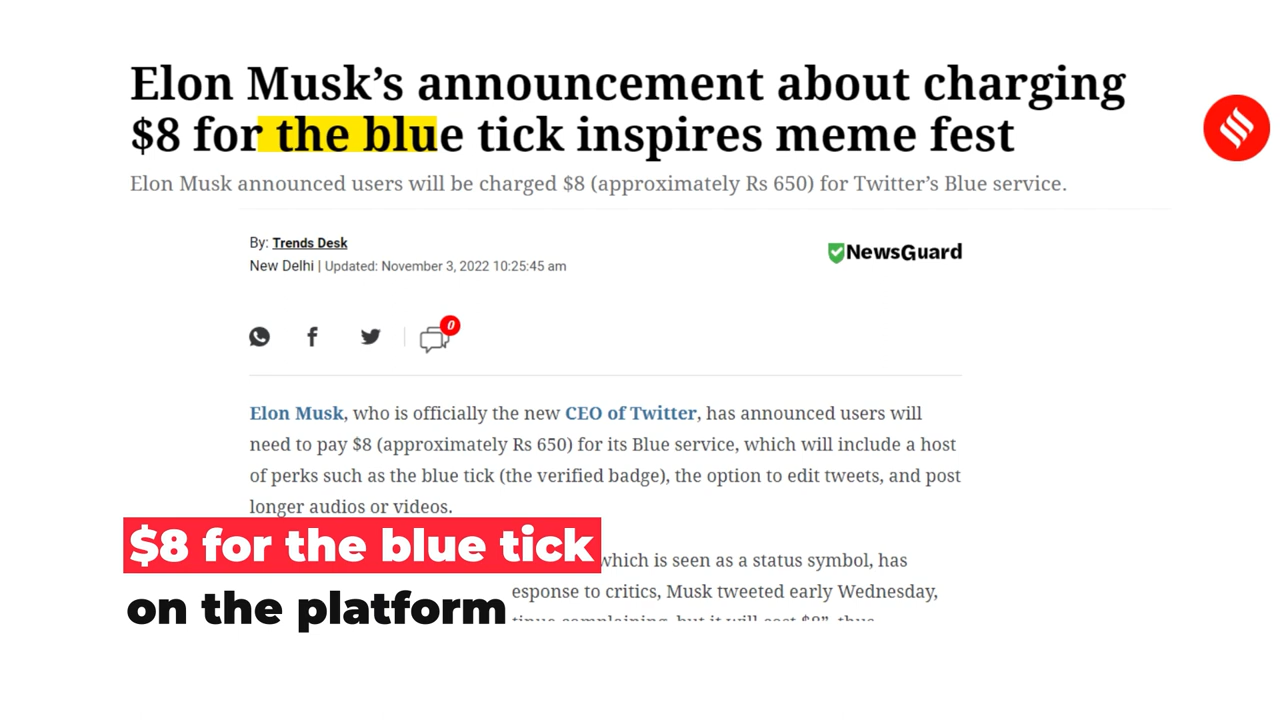 Elon Musk’s announcement about charging
$8 for the blue tick inspires meme fest
Elon Musk announced users will be charged $8 (approximately Rs 650) for Twitter’s Blue service.
By: Trends Desk
NewsGuard
New Delhi | Updated: November 3, 2022 10:25:45 am
0
Elon Musk, who is officially the new CEO of Twitter, has announced users will
need to pay $8 (approximately Rs 650) for its Blue service, which will include a host
of perks such as the blue tick (the verified badge), the option to edit tweets, and post
longer audios or videos.
$8 for the blue tick
which is seen as a status symbol, has
on the platform
esponse to critics, Musk tweeted early Wednesday,